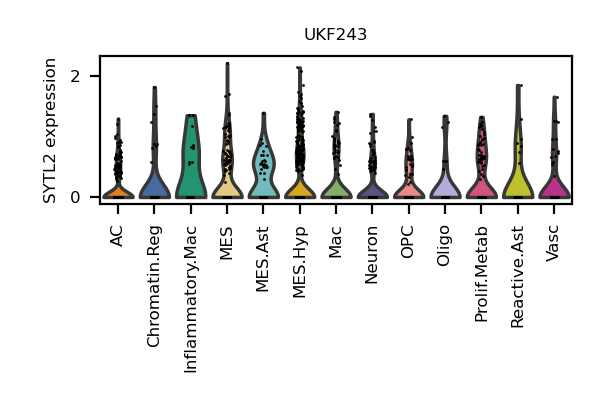 UKF243
SYTL2 expression
2
0
AC
Chromatin.Reg
Inflammatory.Mac
MES
MES.Ast
MES.Hyp
Mac
Neuron
OPC
Oligo
Prolif.Metab
Reactive.Ast
Vasc